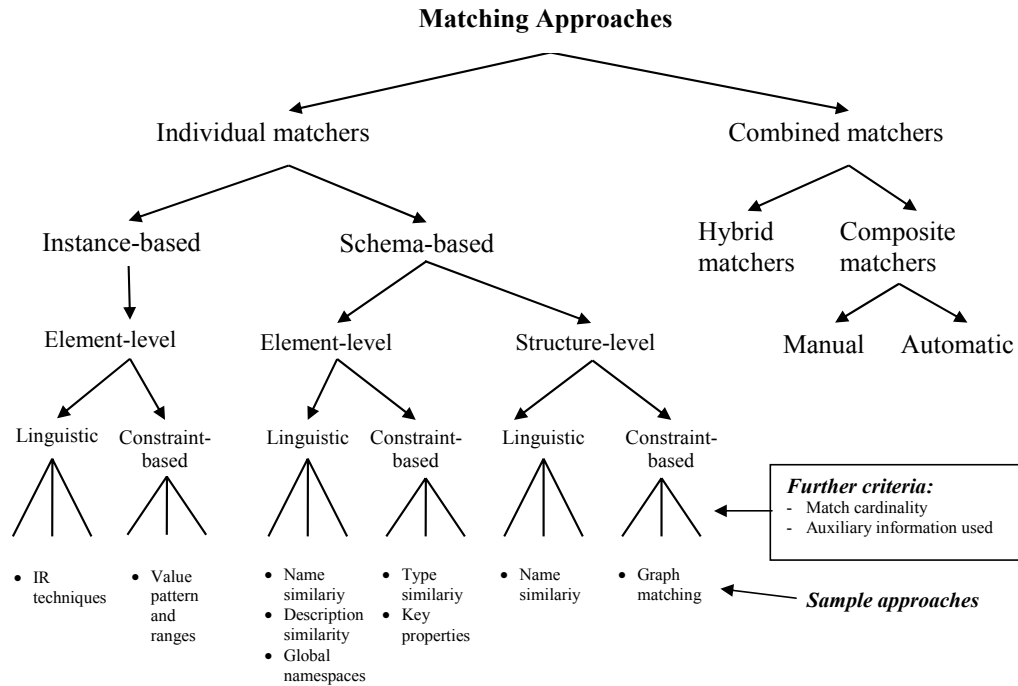 Matching Approaches
Individual matchers
Combined matchers
Instance-based
Schema-based
Hybrid
matchers
Composite
matchers
Element-level
Element-level
Structure-level
Manual
Automatic
Linguistic
Constraint-
based
Linguistic
Constraint-
based
Linguistic
Constraint-
based
Further criteria:
- Match cardinality
- Auxiliary information used
• IR
techniques
• Value
pattern
and
ranges
• Name
similariy
• Description
similarity
• Global
namespaces
• Type
similariy
• Key
properties
• Name
similariy
• Graph
matching
Sample approaches